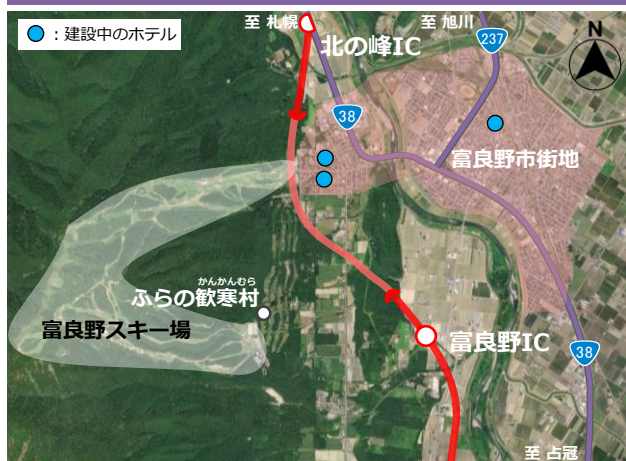 ：建設中のホテル
至 札幌
至 旭川
N
北の峰IC
237
38
富良野市街地
かんかんむら
ふらの歓寒村
富良野スキー場
富良野IC
38
至 占冠